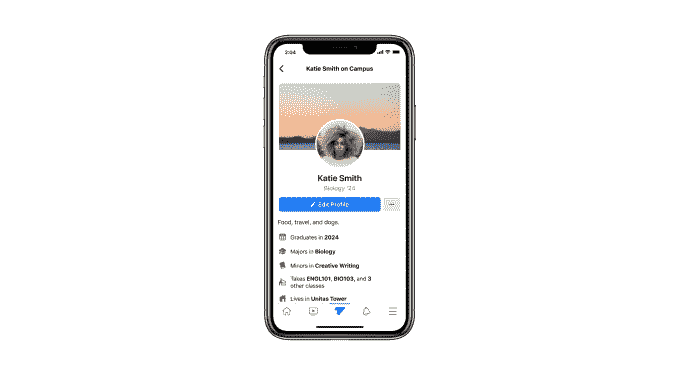 2:04
Katie Smith on Campus
Katie Smith
Biology '24
Edit Profile
Food, travel, and dogs.
Graduates in 2024
Majors in Biology
Minors in Creative Writing
Takes ENGL101, BIO103, and 3
other classes
Lives in Unitas Tower